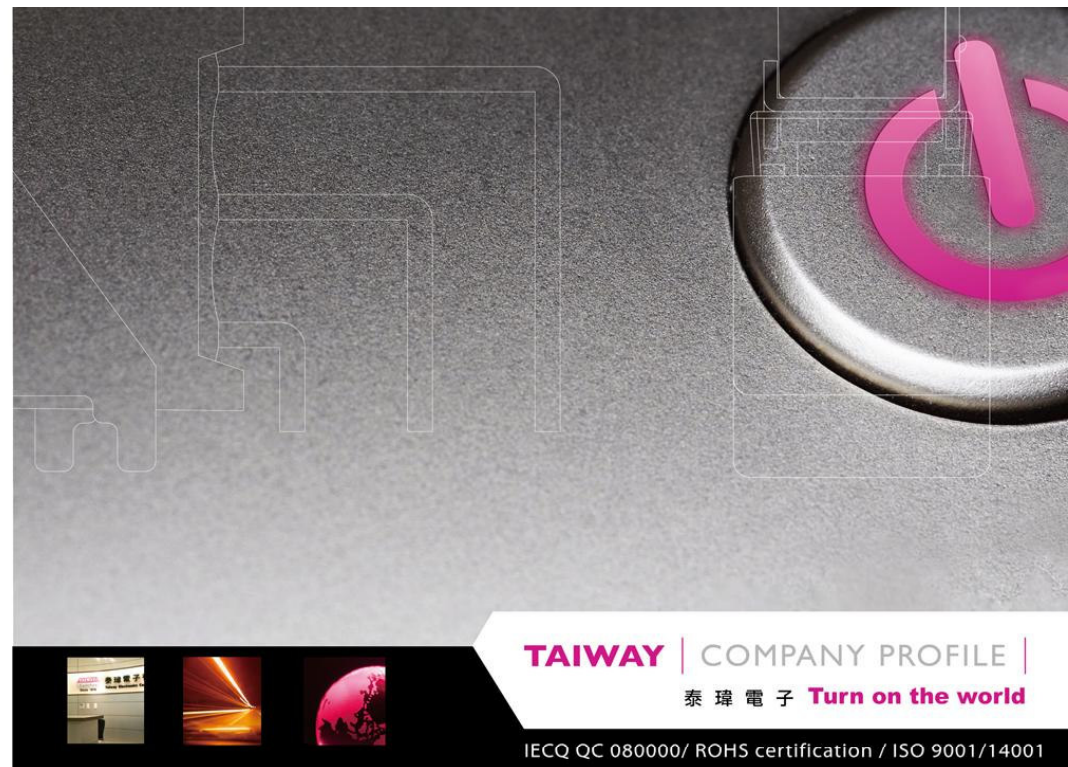 TAIWAY | COMPANY PROFILE |
泰瑋電子 Turn on the world
IECQ QC 080000/ ROHS certification / ISO 9001/14001